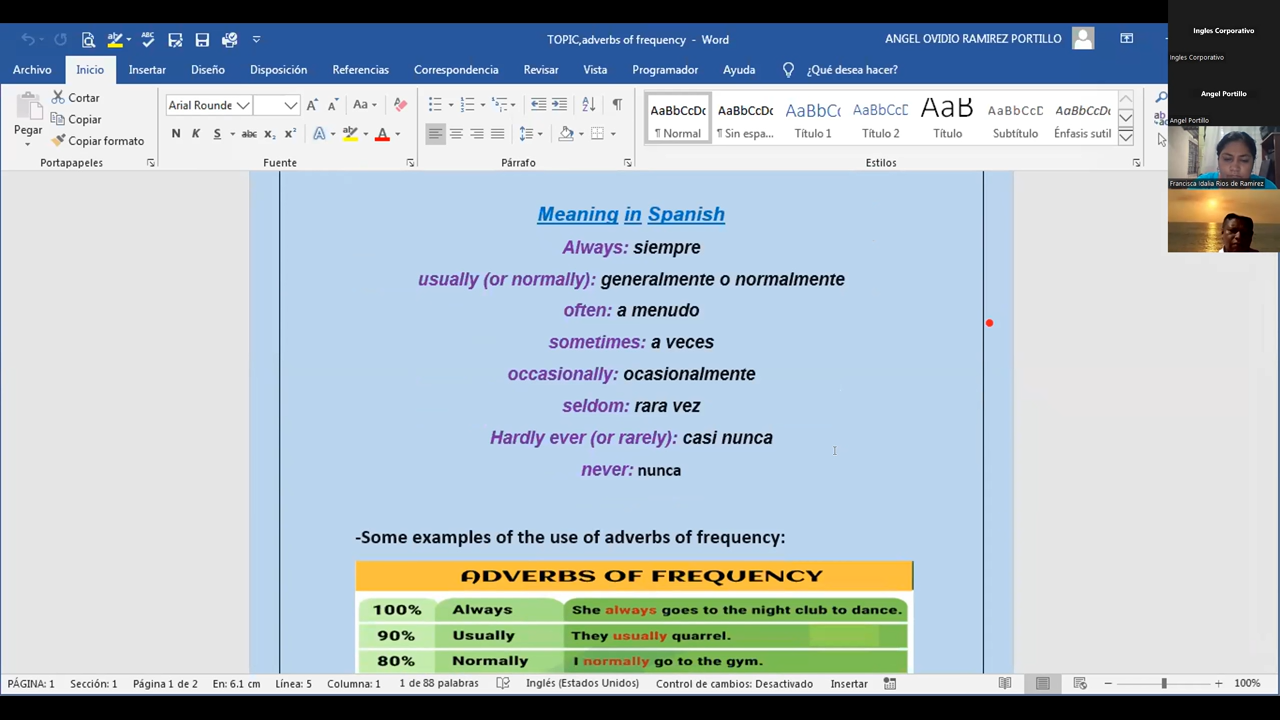 TOPIC,adverbs of frequency - Word
ANGEL OVIDIO RAMIREZ PORTILLO
Archivo Inicio Insertar Diseño Disposición Referencias Correspondencia Revisar Vista Programador Ayuda ¿Qué desea hacer?
Pegar
Cortar
Copiar
Copiar formato
Portapapeles
Arial Rounde
Aa
N K S abc x₂ x²
Fuente
Párrafo
AaBbCcDc AaBbCcDc AaBbCc AaBbCcD AaB AaBbCcD AaBbCcDc
¶ Normal ¶ Sin espa... Título 1 Título 2 Título Subtítulo Énfasis sutil
Estilos
Ingles Corporativo
Ingles Corporativo
Angel Portillo
Angel Portillo
Francisca Idalia Rios de Ramirez
Meaning in Spanish
Always: siempre
usually (or normally): generalmente o normalmente
often: a menudo
sometimes: a veces
occasionally: ocasionalmente
seldom: rara vez
Hardly ever (or rarely): casi nunca
never: nunca
-Some examples of the use of adverbs of frequency:
ADVERBS OF FREQUENCY
100% Always She always goes to the night club to dance.
90% Usually They usually quarrel.
80% Normally I normally go to the gym.
PÁGINA: 1 Sección: 1 Página 1 de 2 En: 6.1 cm Línea: 5 Columna: 1 1 de 88 palabras Inglés (Estados Unidos) Control de cambios: Desactivado Insertar 100%